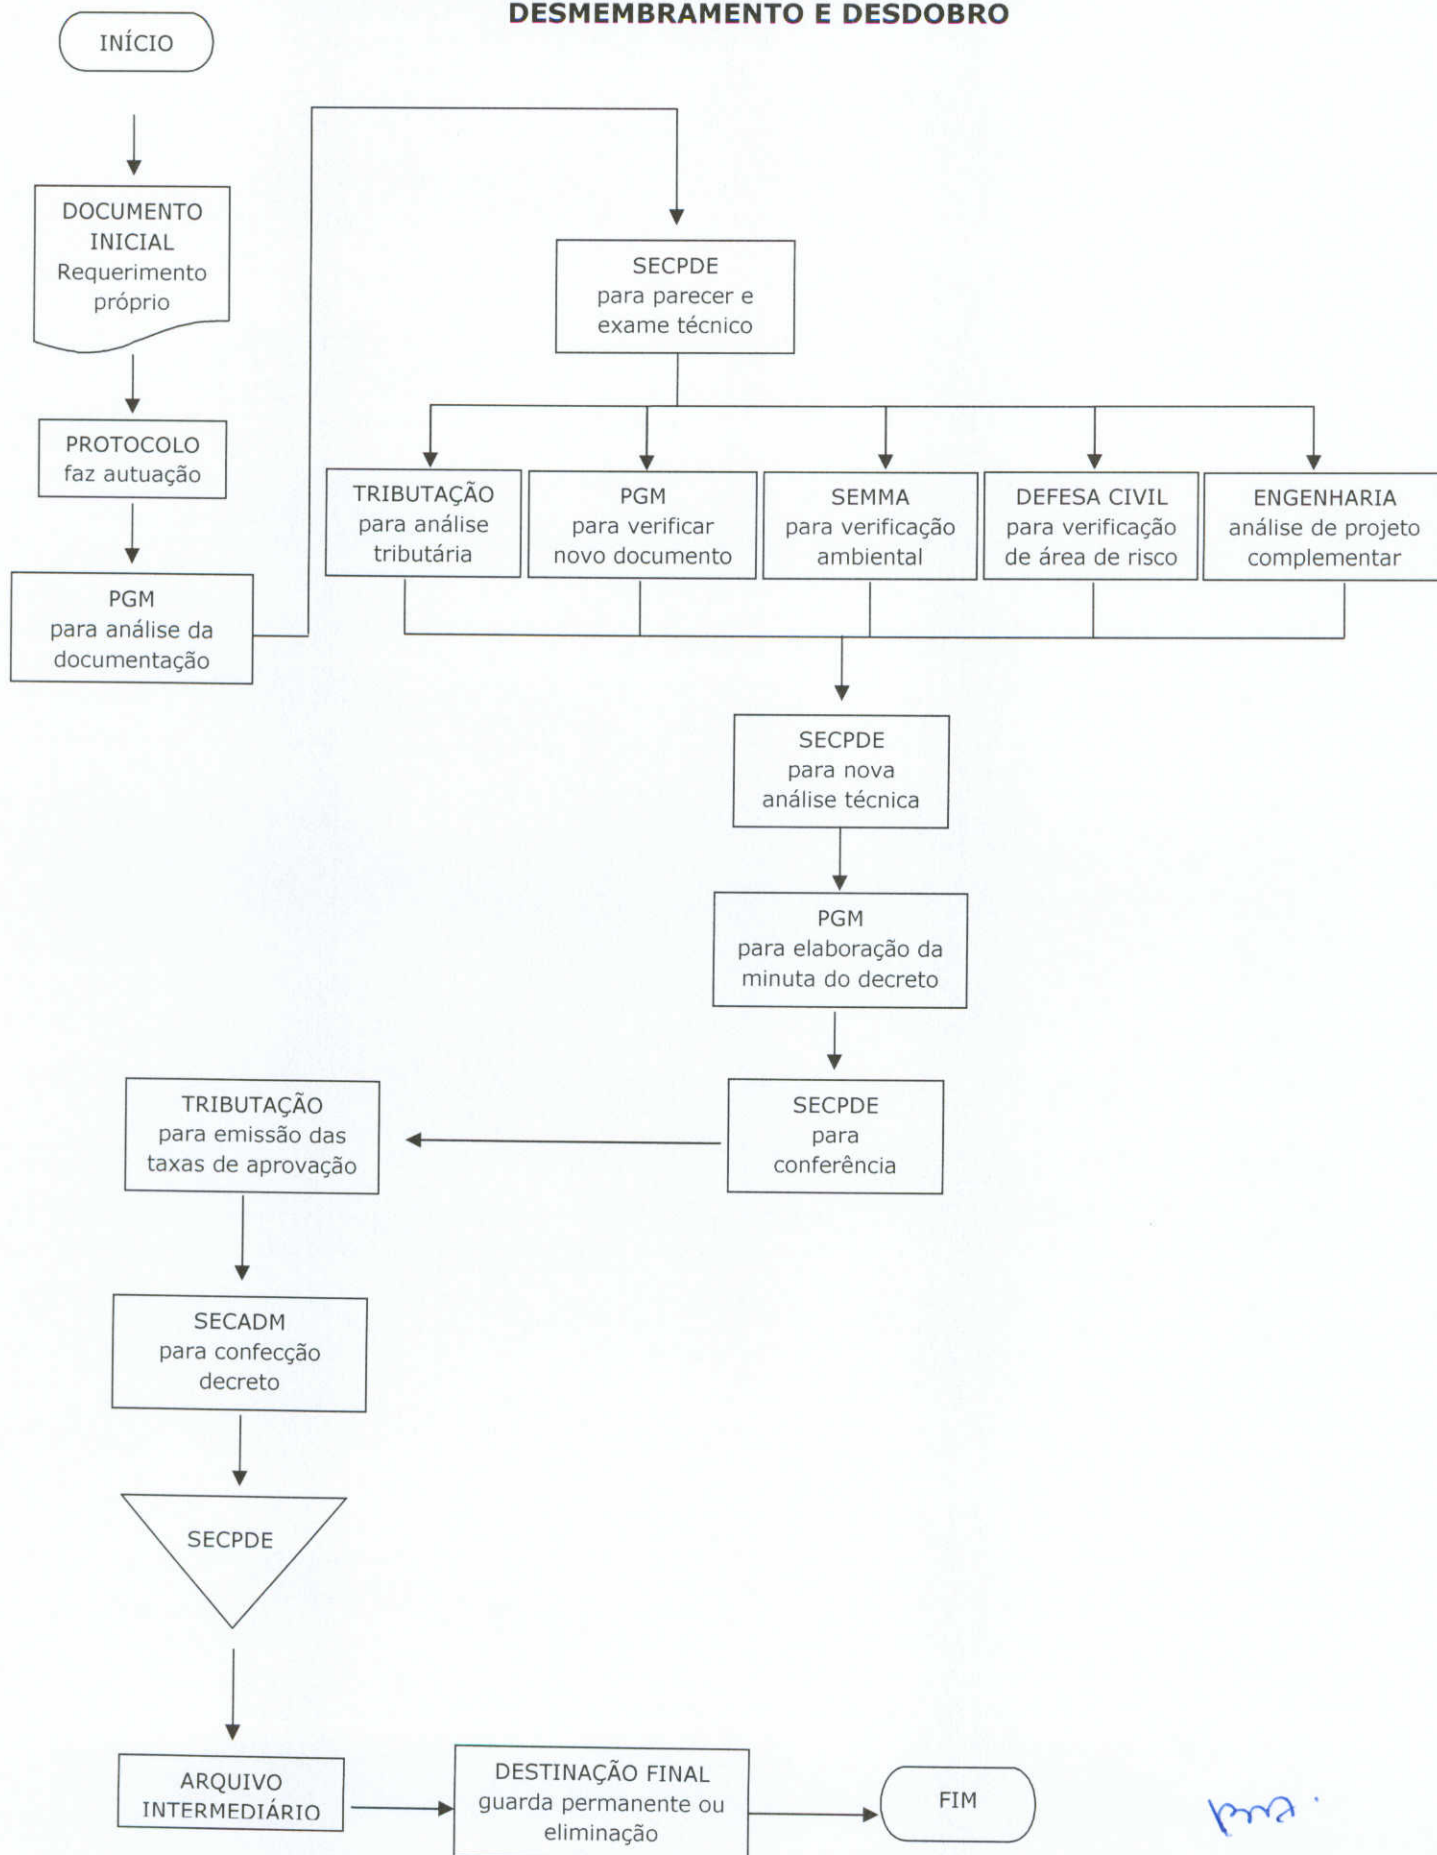 DESMEMBRAMENTO E DESDOBRO
INÍCIO
DOCUMENTO
INICIAL
Requerimento
próprio
PROTOCOLO
faz autuação
PGM
para análise da
documentação
SECPDE
para parecer e
exame técnico
TRIBUTAÇÃO
para análise
tributária
PGM
para verificar
novo documento
SEMMA
para verificação
ambiental
DEFESA CIVIL
para verificação
de área de risco
ENGENHARIA
análise de projeto
complementar
SECPDE
para nova
análise técnica
PGM
para elaboração da
minuta do decreto
SECPDE
para
conferência
TRIBUTAÇÃO
para emissão das
taxas de aprovação
SECADM
para confecção
decreto
SECPDE
ARQUIVO
INTERMEDIÁRIO
DESTINAÇÃO FINAL
guarda permanente ou
eliminação
FIM